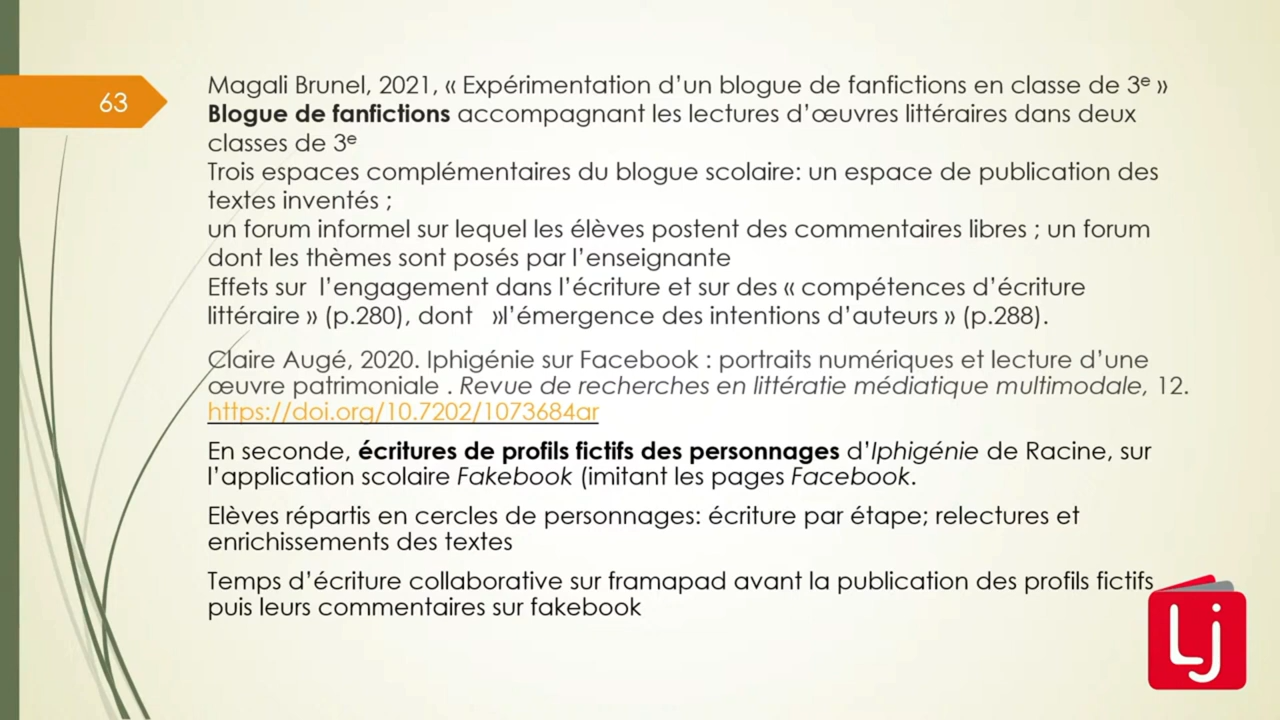 63
Magali Brunel, 2021, « Expérimentation d’un blogue de fanfictions en classe de 3ᵉ »
Blogue de fanfictions accompagnant les lectures d’œuvres littéraires dans deux
classes de 3ᵉ
Trois espaces complémentaires du blogue scolaire: un espace de publication des
textes inventés ;
un forum informel sur lequel les élèves postent des commentaires libres ; un forum
dont les thèmes sont posés par l’enseignante
Effets sur  l’engagement dans l’écriture et sur des « compétences d’écriture
littéraire » (p.280), dont   »l’émergence des intentions d’auteurs » (p.288).
Claire Augé, 2020. Iphigénie sur Facebook : portraits numériques et lecture d’une
œuvre patrimoniale . Revue de recherches en littératie médiatique multimodale, 12.
https://doi.org/10.7202/1073684ar
En seconde, écritures de profils fictifs des personnages d’Iphigénie de Racine, sur
l’application scolaire Fakebook (imitant les pages Facebook.
Elèves répartis en cercles de personnages: écriture par étape; relectures et
enrichissements des textes
Temps d’écriture collaborative sur framapad avant la publication des profils fictifs
puis leurs commentaires sur fakebook
Lj